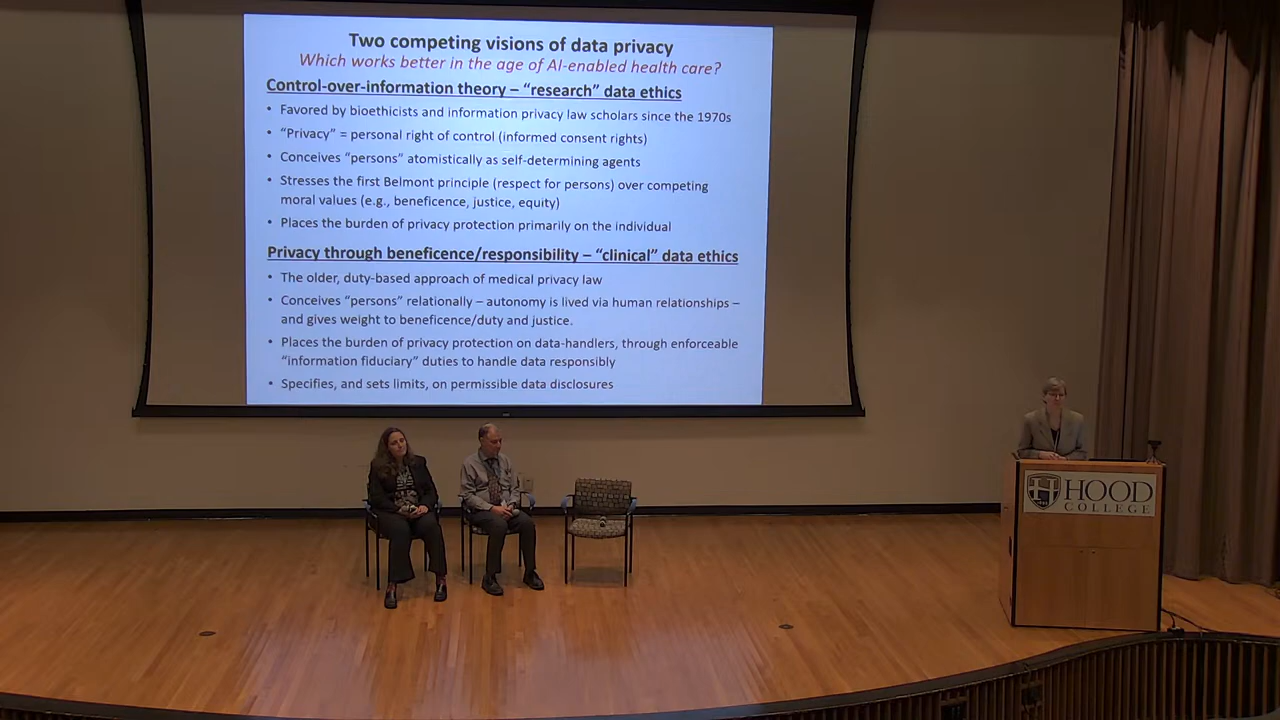 Two competing visions of data privacy
Which works better in the age of AI-enabled health care?
Control-over-information theory – “research” data ethics
• Favored by bioethicists and information privacy law scholars since the 1970s
• “Privacy” = personal right of control (informed consent rights)
• Conceives “persons” atomistically as self-determining agents
• Stresses the first Belmont principle (respect for persons) over competing
moral values (e.g., beneficence, justice, equity)
• Places the burden of privacy protection primarily on the individual
Privacy through beneficence/responsibility – “clinical” data ethics
• The older, duty-based approach of medical privacy law
• Conceives “persons” relationally – autonomy is lived via human relationships –
and gives weight to beneficence/duty and justice.
• Places the burden of privacy protection on data-handlers, through enforceable
“information fiduciary” duties to handle data responsibly
• Specifies, and sets limits, on permissible data disclosures
HOOD
COLLEGE